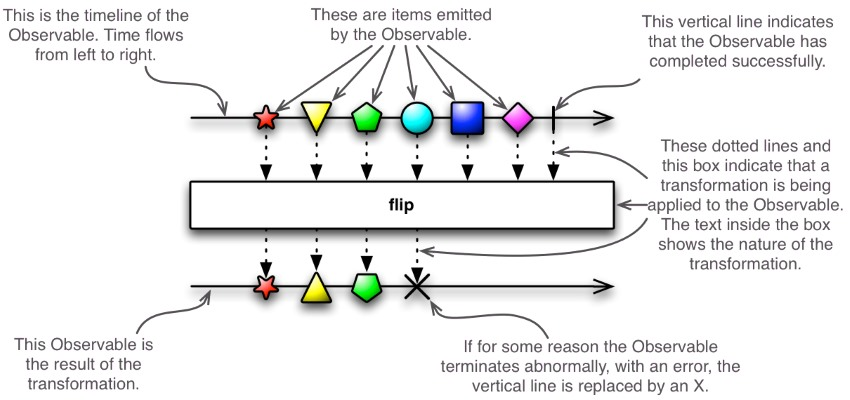 This is the timeline of the
Observable. Time flows
from left to right.
These are items emitted
by the Observable.
This vertical line indicates
that the Observable has
completed successfully.
These dotted lines and
this box indicate that a
transformation is being
applied to the Observable.
The text inside the box
shows the nature of the
transformation.
flip
This Observable is
the result of the
transformation.
If for some reason the Observable
terminates abnormally, with an error, the
vertical line is replaced by an X.